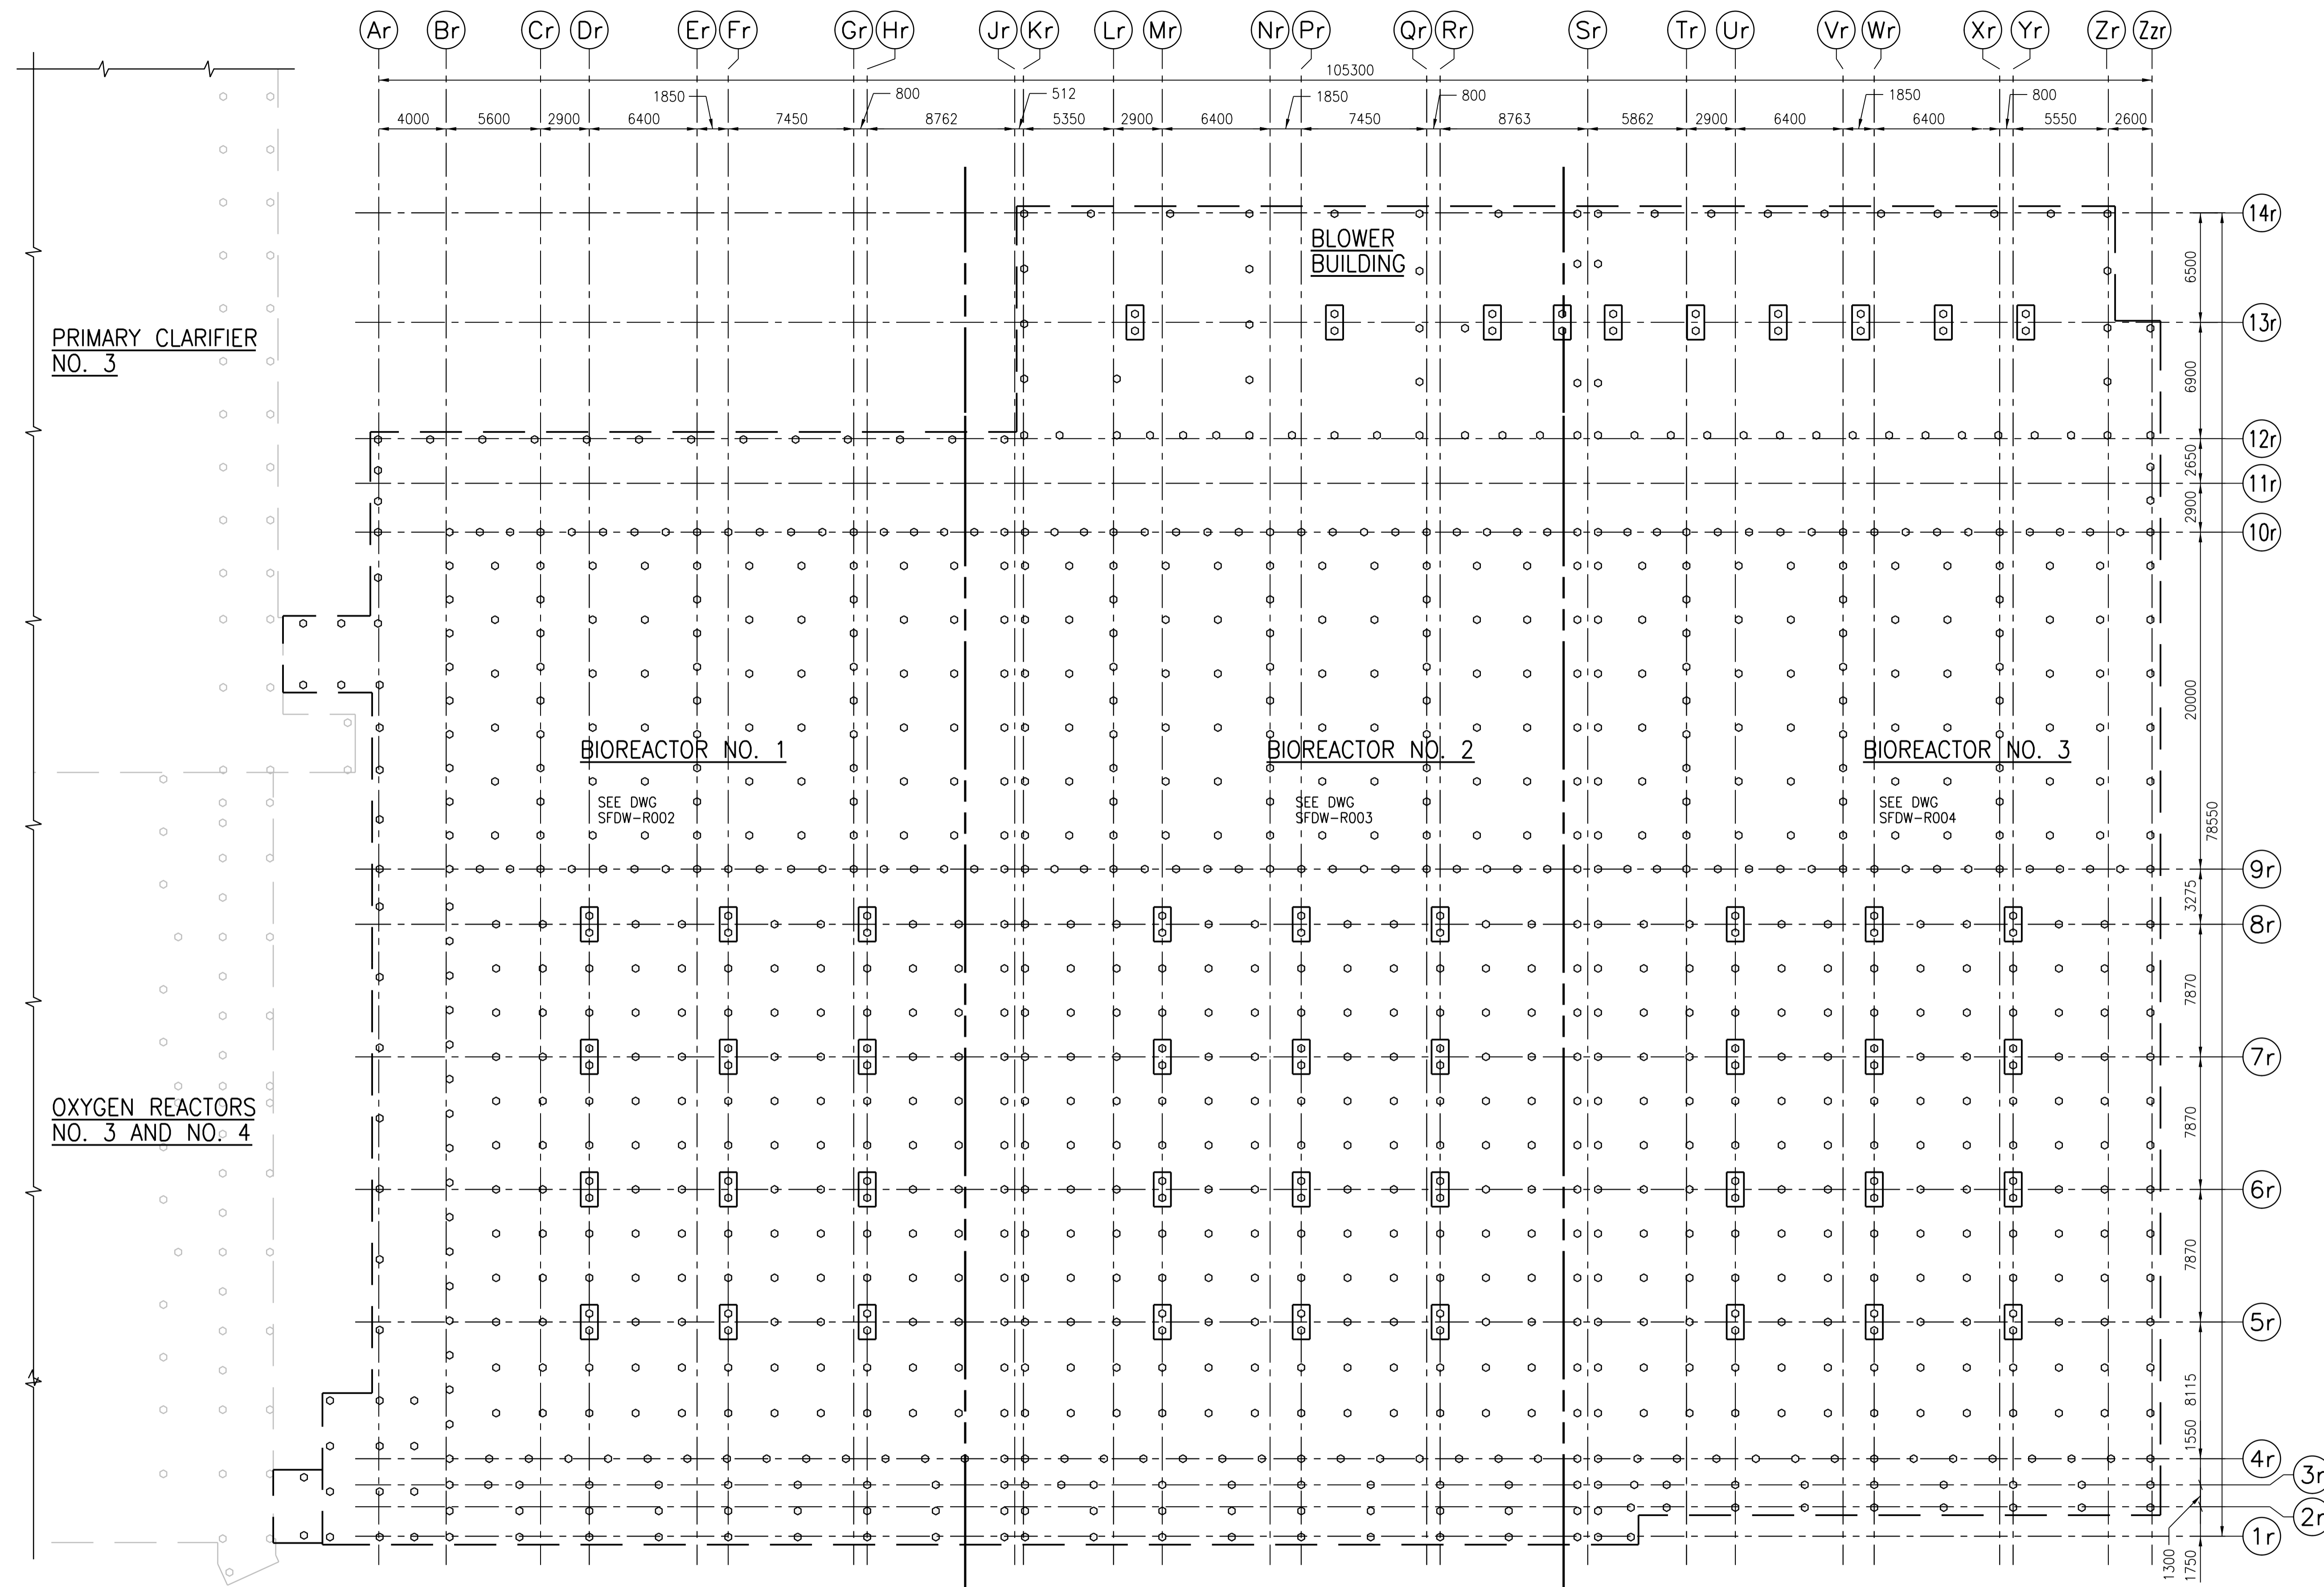 Ar Br Cr Dr Er Fr Gr Hr Jr Kr Lr Mr Nr Pr Qr Rr Sr Tr Ur Vr Wr Xr Yr Zr Zzr
105300
1850 800 512 1850 800 1850 800
4000 5600 2900 6400 7450 8762 5350 2900 6400 7450 8763 5862 2900 6400 6400 5550 2600
14r
BLOWER
BUILDING
6500
13r
PRIMARY CLARIFIER
NO. 3
6900
12r
2650
11r
2900
10r
20000
BIOREACTOR NO. 1
BIOREACTOR NO. 2
BIOREACTOR NO. 3
SEE DWG
SFDW-R002
SEE DWG
SFDW-R003
SEE DWG
SFDW-R004
78550
9r
3275
8r
7870
7r
OXYGEN REACTORS
NO. 3 AND NO. 4
7870
6r
7870
5r
8115
1550
4r
3r
2r
1r
1300
1750